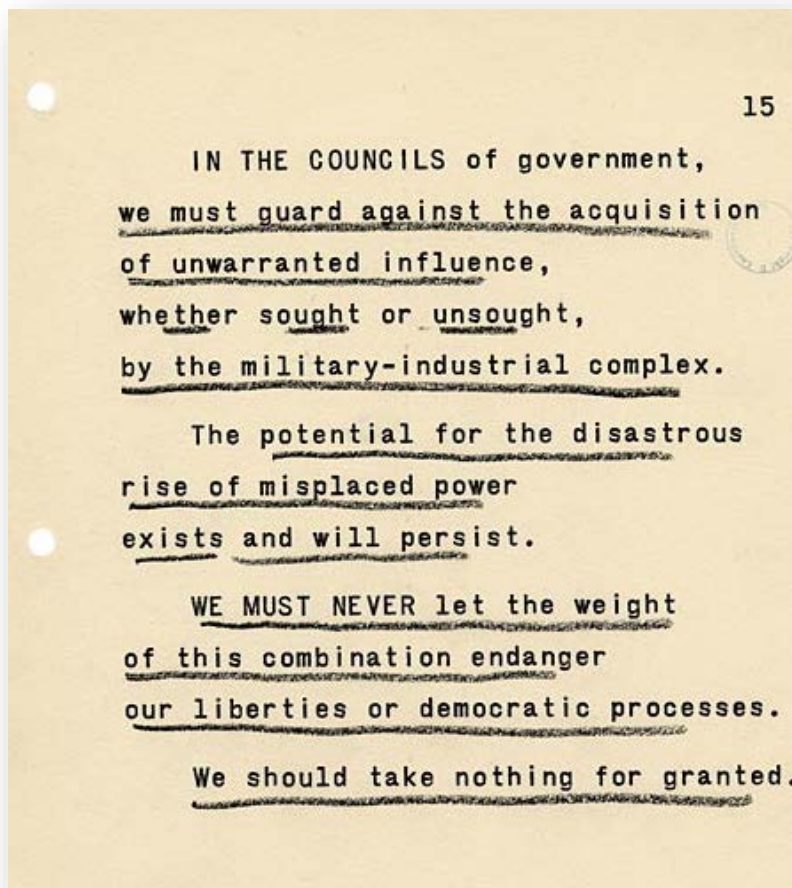 15
IN THE COUNCILS of government,
we must guard against the acquisition
of unwarranted influence,
whether sought or unsought,
by the military-industrial complex.
The potential for the disastrous
rise of misplaced power
exists and will persist.
WE MUST NEVER let the weight
of this combination endanger
our liberties or democratic processes.
We should take nothing for granted.